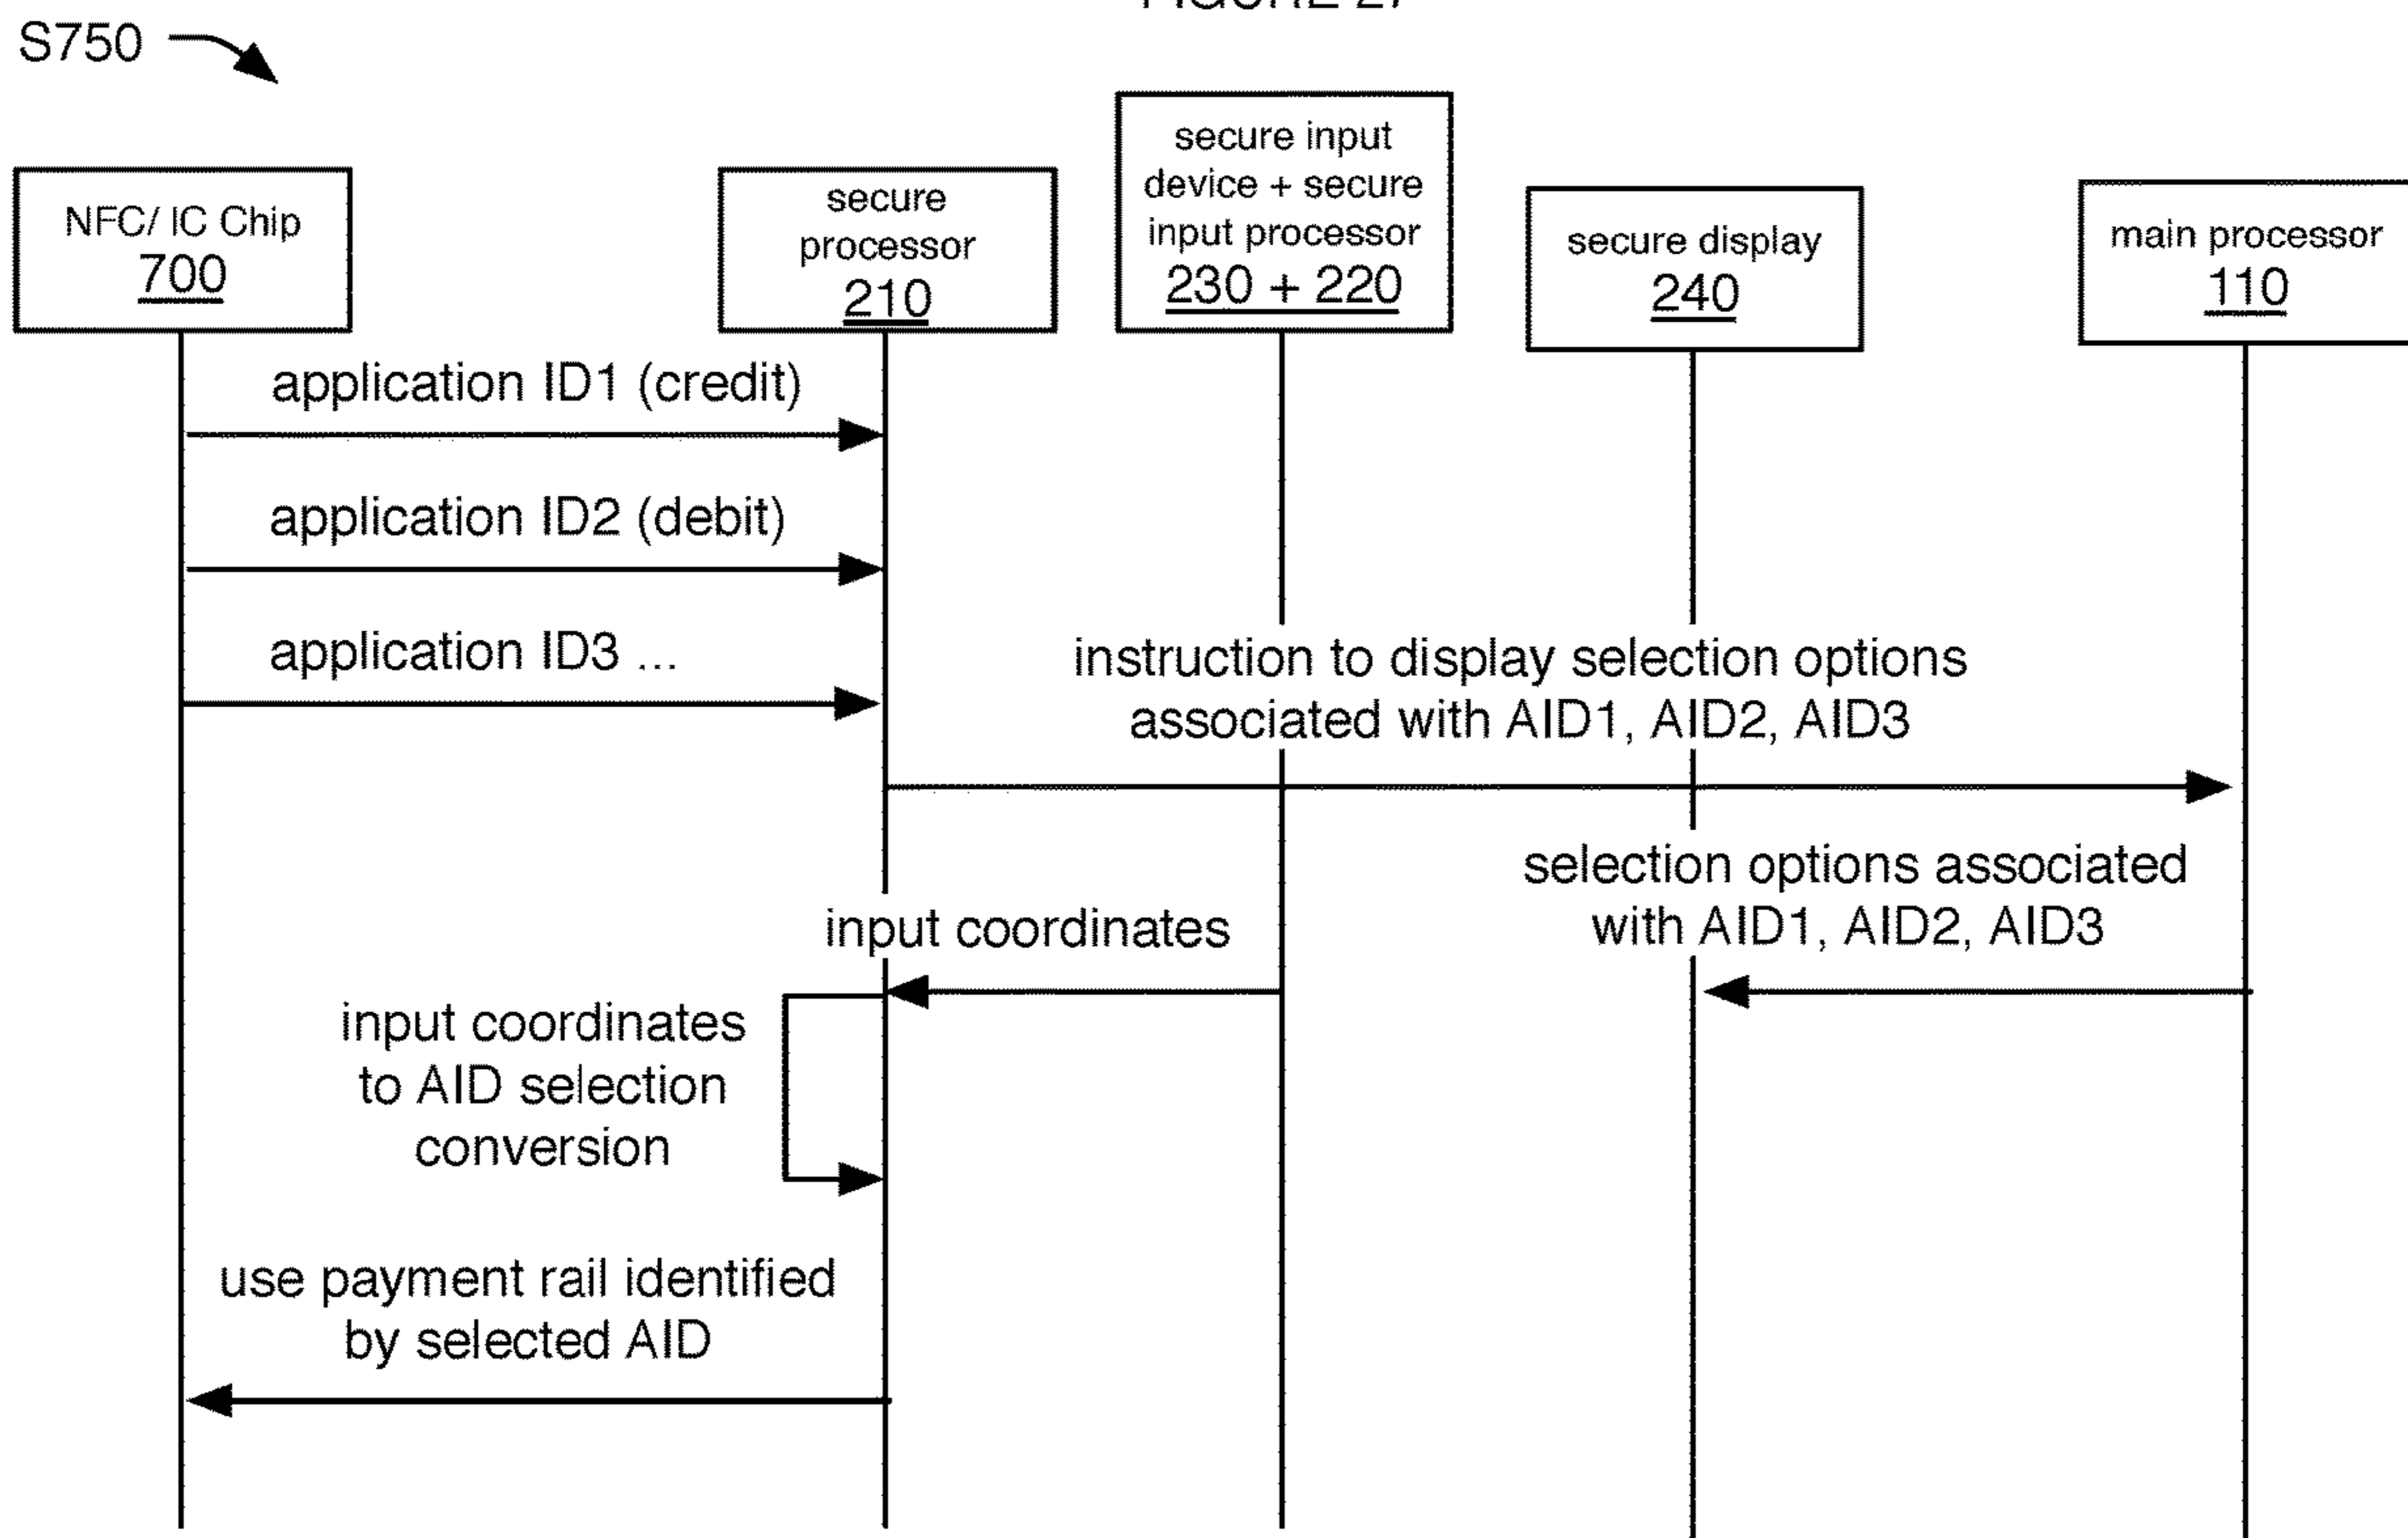 FIGURE 27
S750
NFC/ IC Chip
700
secure
processor
210
secure input
device + secure
input processor
230 + 220
secure display
240
main processor
110
application ID1 (credit)
application ID2 (debit)
application ID3 ...
instruction to display selection options
associated with AID1, AID2, AID3
selection options associated
with AID1, AID2, AID3
input coordinates
input coordinates
to AID selection
conversion
use payment rail identified
by selected AID